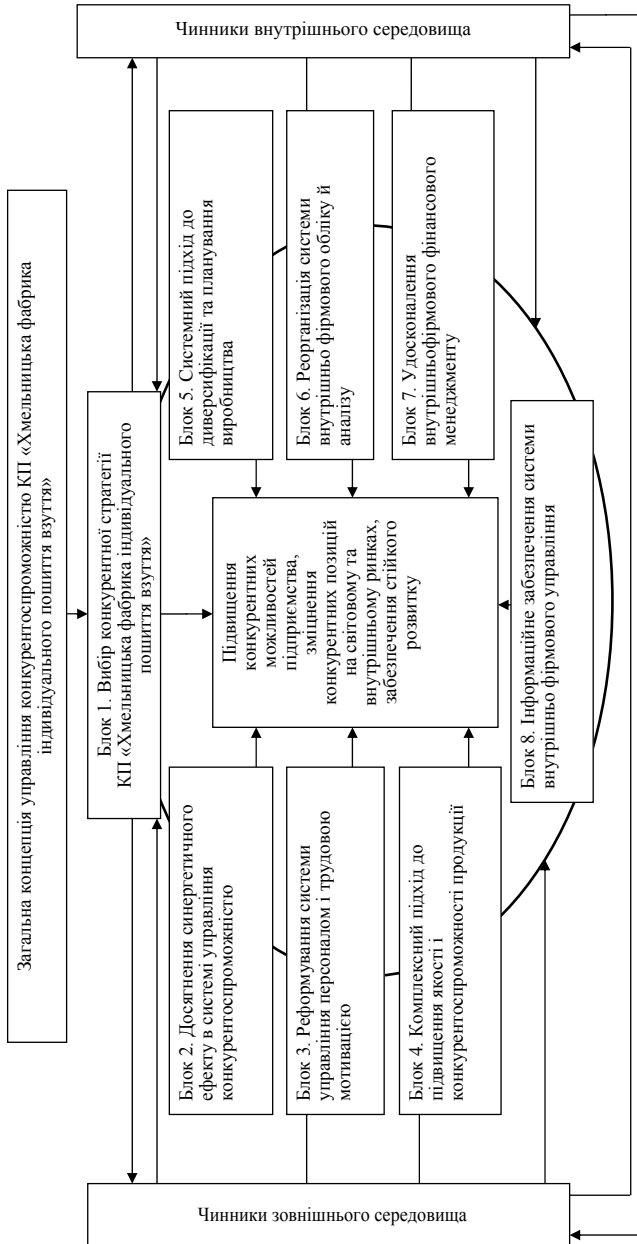 Загальна концепція управління конкурентоспроможністю КП «Хмельницька фабрика
індивідуального пошиття взуття»
Блок 1. Вибір конкурентної стратегії
КП «Хмельницька фабрика індивідуального
пошиття взуття»
Чинники зовнішнього середовища
Блок 2. Досягнення синергетичного
ефекту в системі управління
конкурентоспроможністю
Блок 3. Реформування системи
управління персоналом і трудовою
мотивацією
Блок 4. Комплексний підхід до
підвищення якості і
конкурентоспроможності продукції
Підвищення
конкурентних
можливостей
підприємства,
зміцнення
конкурентних позицій
на світовому та
внутрішньому ринках,
забезпечення стійкого
розвитку
Блок 5. Системний підхід до
диверсифікації та планування
виробництва
Блок 6. Реорганізація системи
внутрішньо фірмового обліку й
аналізу
Блок 7. Удосконалення
внутрішньофірмового фінансового
менеджменту
Чинники внутрішнього середовища
Блок 8. Інформаційне забезпечення системи
внутрішньо фірмового управління